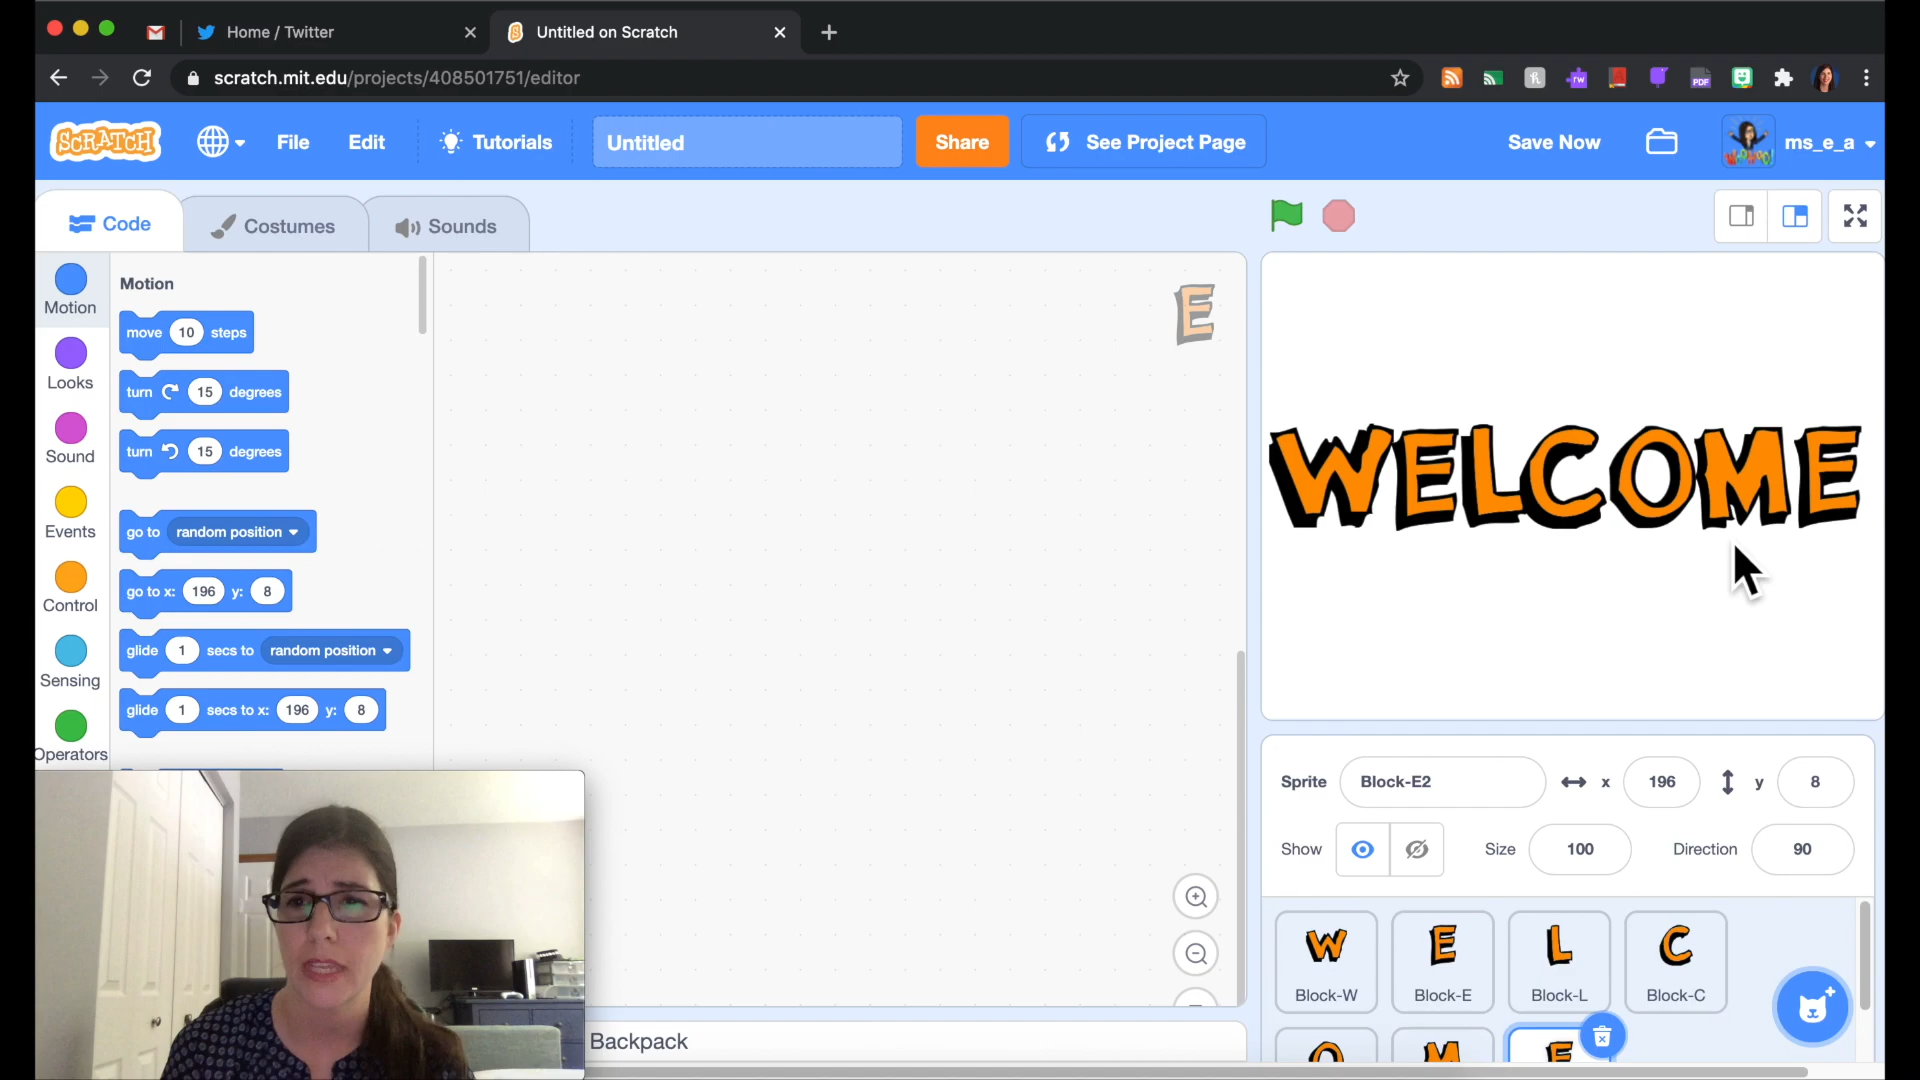 Home / Twitter
Untitled on Scratch
scratch.mit.edu/projects/408501751/editor
SCRATCH
File
Edit
Tutorials
Untitled
Share
See Project Page
Save Now
ms_e_a
Code
Costumes
Sounds
Motion
Looks
Sound
Events
Control
Sensing
Operators
Motion
move 10 steps
turn 15 degrees
turn 15 degrees
go to random position
go to x: 196 y: 8
glide 1 secs to random position
glide 1 secs to x: 196 y: 8
E
WELCOME
Sprite Block-E2 x 196 y 8
Show Size 100 Direction 90
W E L C
Block-W Block-E Block-L Block-C
O M E
Backpack